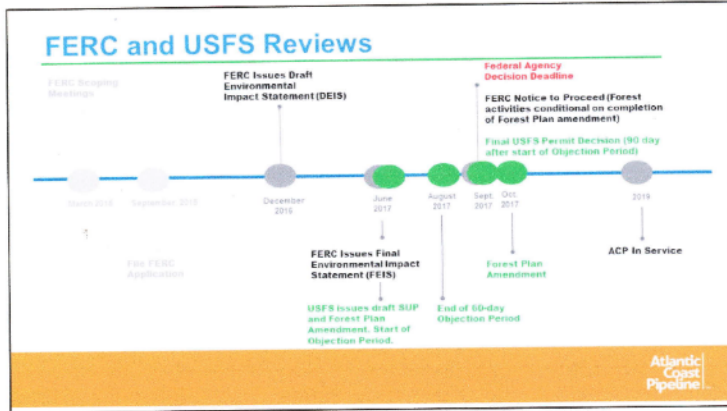 FERC and USFS Reviews
FERC Scoping
Meetings
FERC Issues Draft
Environmental
Impact Statement (DEIS)
Federal Agency
Decision Deadline
FERC Notice to Proceed (Forest
activities conditional on completion
of Forest Plan amendment)
Final USFS Permit Decision (90 day
after start of Objection Period)
March 2015
September 2015
December
2016
June
2017
August
2017
Sept.
2017
Oct.
2017
2019
File FERC
Application
FERC Issues Final
Environmental Impact
Statement (FEIS)
USFS issues draft SUP
and Forest Plan
Amendment. Start of
Objection Period.
End of 60-day
Objection Period
Forest Plan
Amendment
ACP In Service
Atlantic
Coast
Pipeline